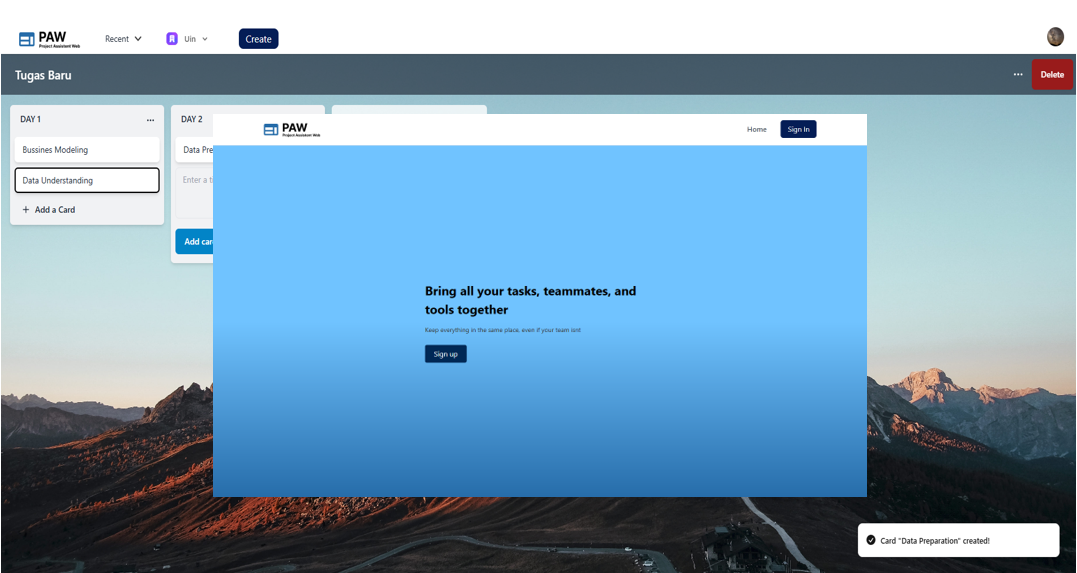 PAW
Project Assistant Web
Recent
Uin
Create
Tugas Baru
Delete
DAY 1
Bussines Modeling
Data Understanding
+ Add a Card
DAY 2
Data Pre
Enter a ti
Add car
PAW
Project Assistant Web
Home
Sign In
Bring all your tasks, teammates, and
tools together
Keep everything in the same place, even if your team isnt
Sign up
Card "Data Preparation" created!